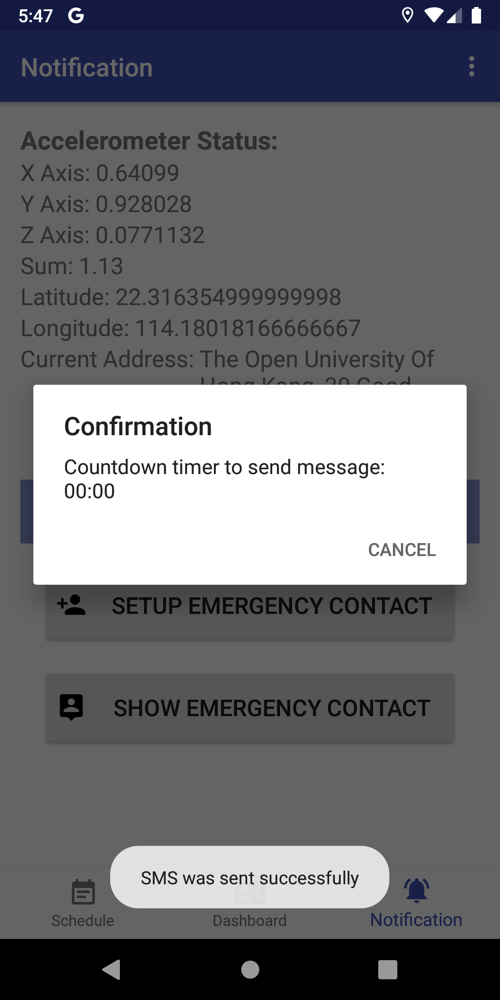 5:47
Notification
Accelerometer Status:
X Axis: 0.64099
Y Axis: 0.928028
Z Axis: 0.0771132
Sum: 1.13
Latitude: 22.316354999999998
Longitude: 114.18018166666667
Current Address: The Open University Of
Hong Kong, 30 Good
Confirmation
Countdown timer to send message:
00:00
CANCEL
SETUP EMERGENCY CONTACT
SHOW EMERGENCY CONTACT
SMS was sent successfully
Schedule
Dashboard
Notification